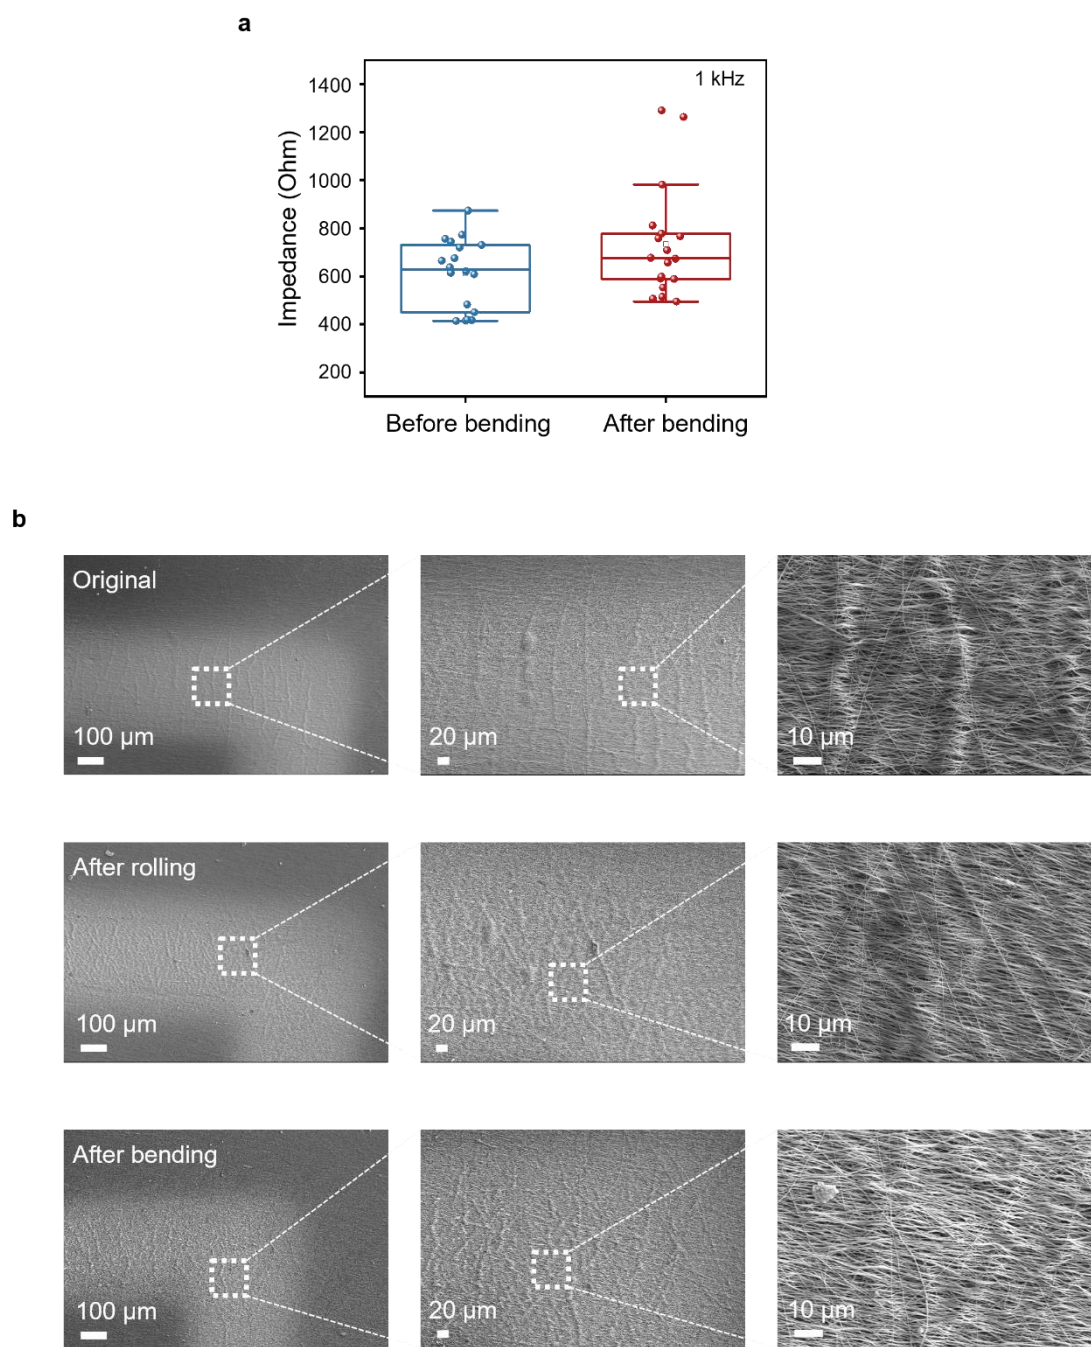 a
1 kHz
1400
1200
1000
800
600
400
200
Impedance (Ohm)
Before bending
After bending
b
Original
100 µm
20 µm
10 µm
After rolling
100 µm
20 µm
10 µm
After bending
100 µm
20 µm
10 µm